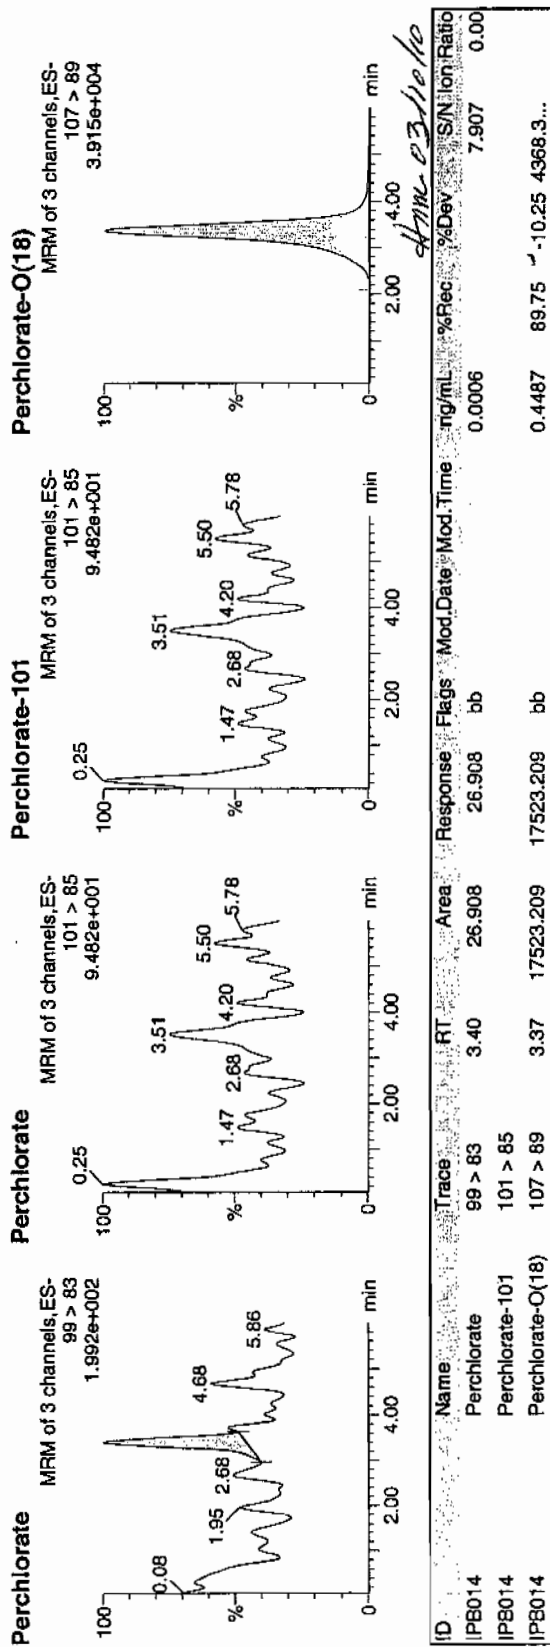 Perchlorate
MRM of 3 channels,ES-
99 > 83
1.992e+002
100
%
0
0.08
1.95
2.68
4.68
5.86
2.00
4.00
min
Perchlorate
MRM of 3 channels,ES-
101 > 85
9.482e+001
100
%
0
0.25
1.47
2.68
3.51
4.20
5.50
5.78
2.00
4.00
min
Perchlorate-101
MRM of 3 channels,ES-
101 > 85
9.482e+001
100
%
0
0.25
1.47
2.68
3.51
4.20
5.50
5.78
2.00
4.00
min
Perchlorate-O(18)
MRM of 3 channels,ES-
107 > 89
3.915e+004
100
%
0
2.00
4.00
min
03/10/10
ID Name Trace RT Area Response Flags Mod.Date Mod.Time ng/mL %Rec %Dev S/N Ion Ratio
IPB014 Perchlorate 99 > 83 3.40 26.908 26.908 bb 0.0006 7.907 0.00
IPB014 Perchlorate-101 101 > 85
IPB014 Perchlorate-O(18) 107 > 89 3.37 17523.209 17523.209 bb 0.4487 89.75 -10.25 4368.3...